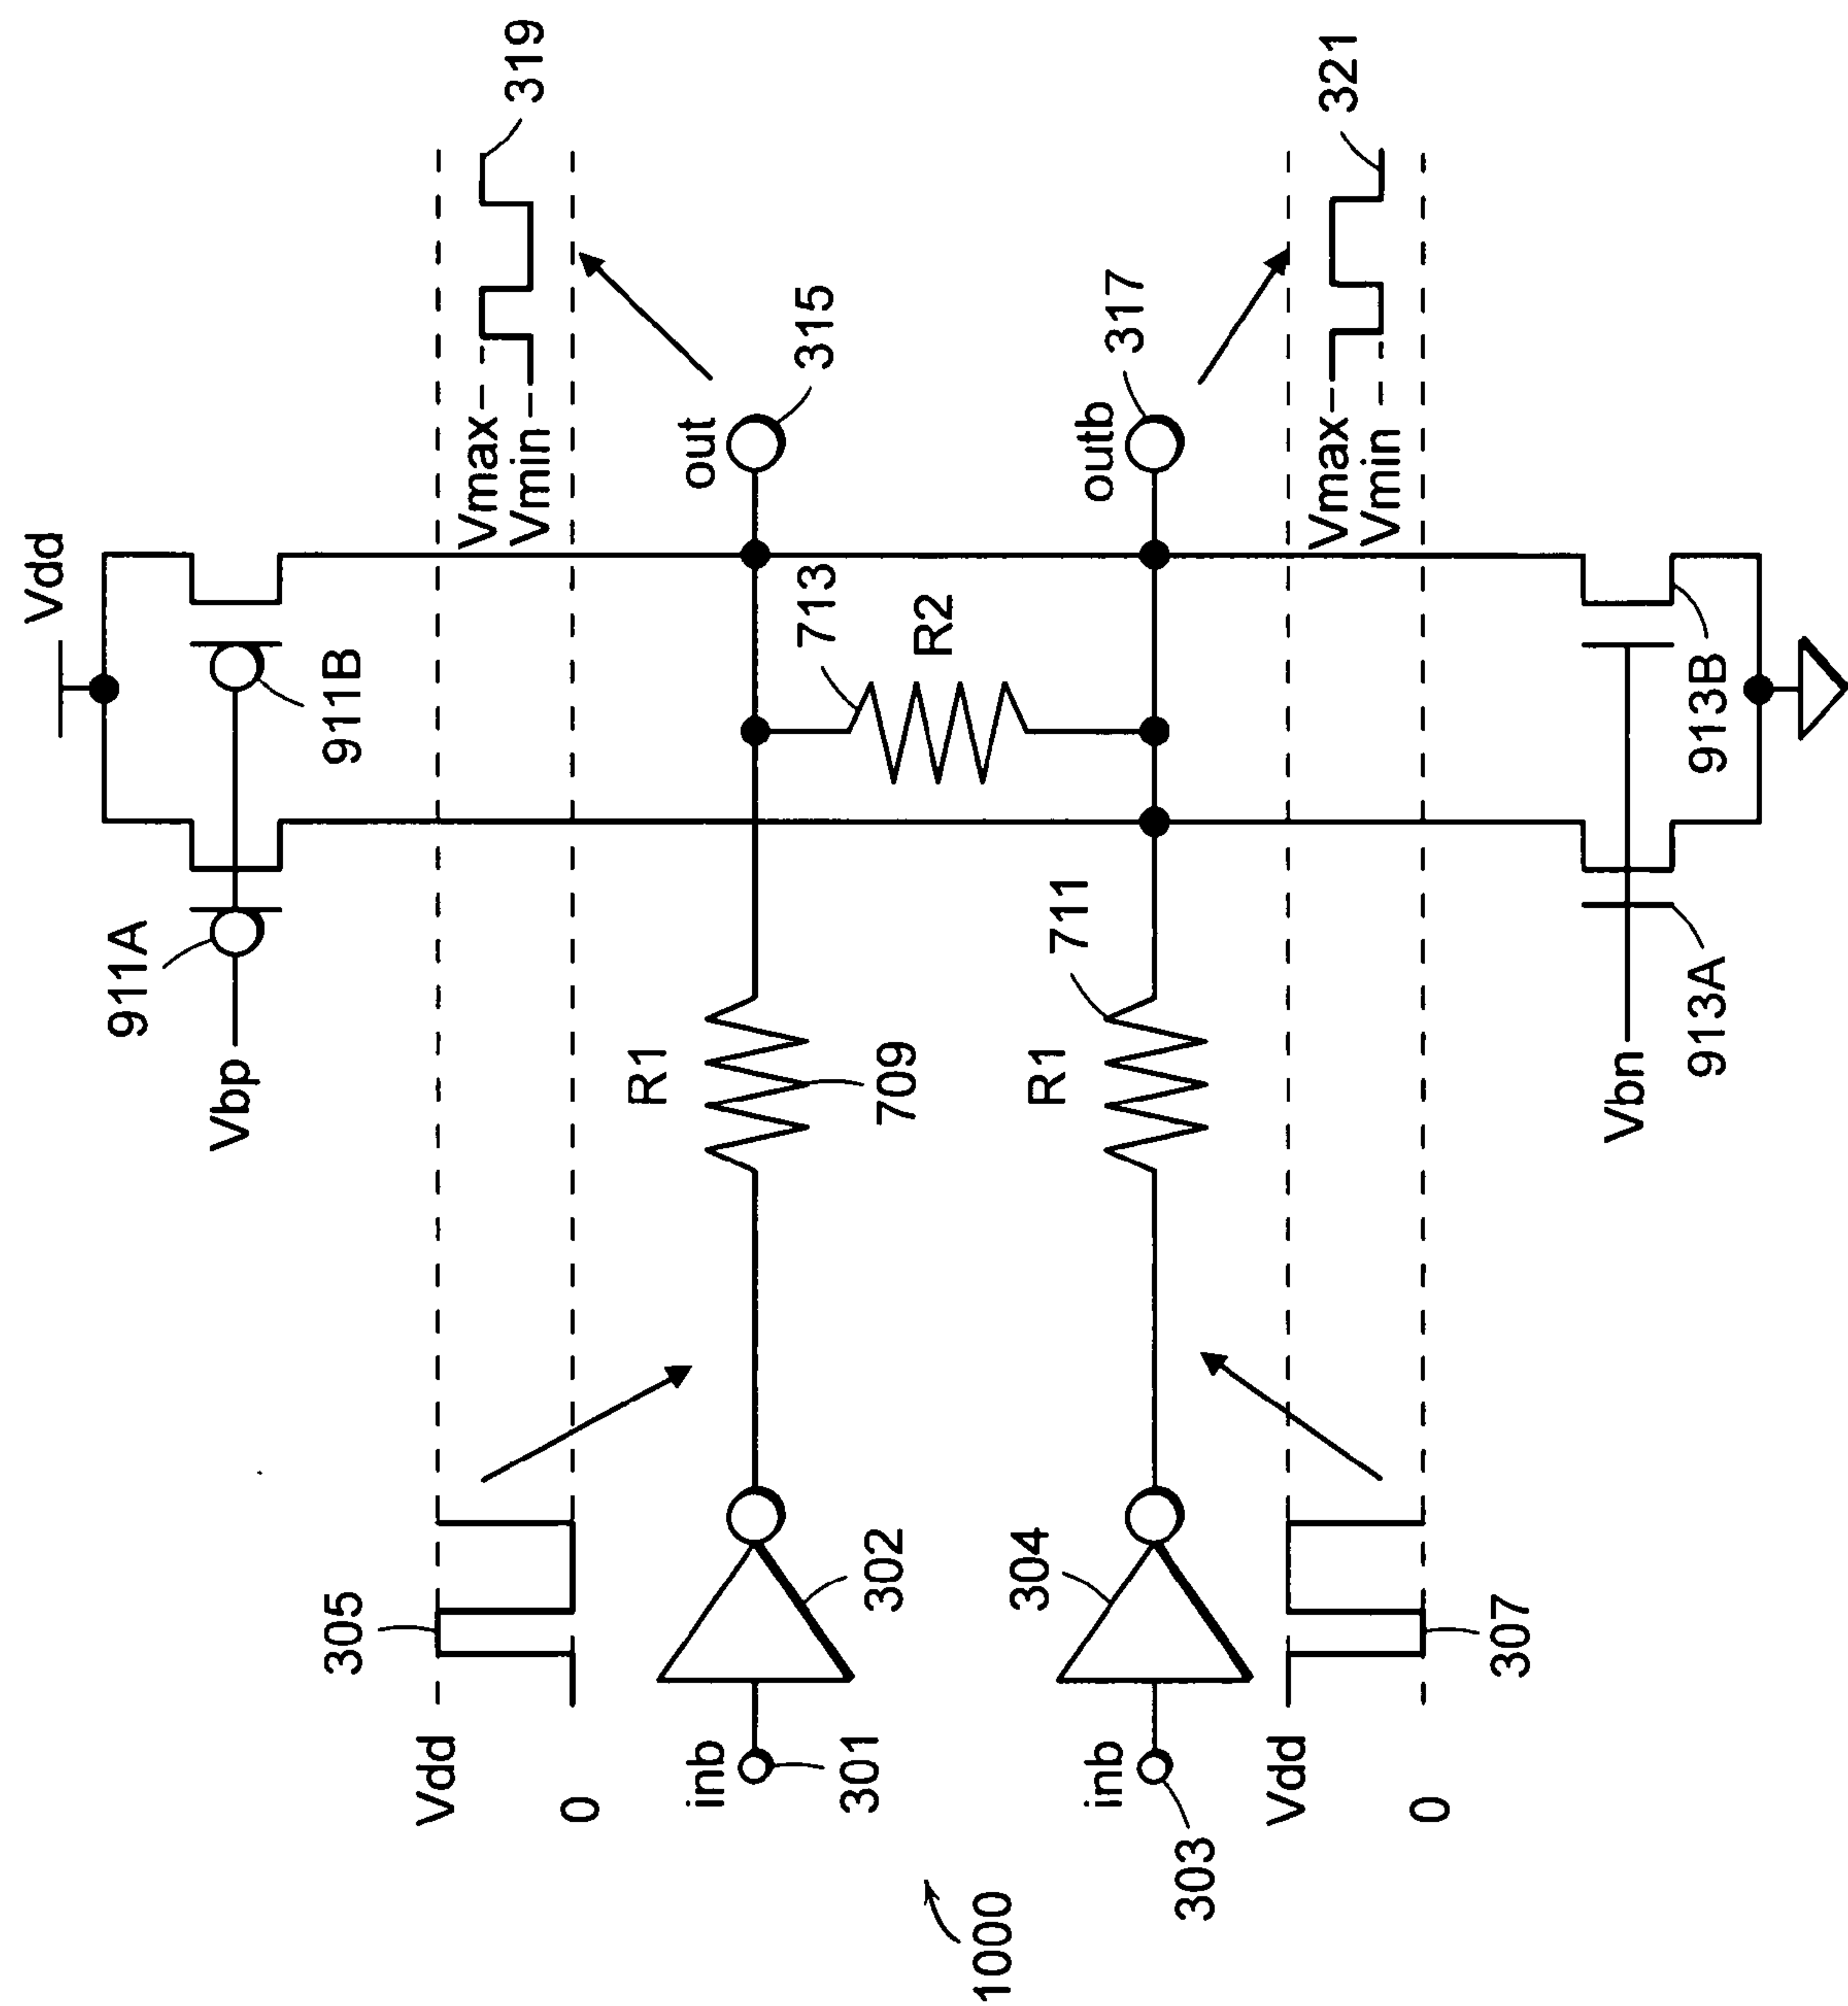 Vdd
911A
911B
Vbp
319
Vmax
Vmin
305
Vdd
0
R1
709
out
315
713
R2
inb
301
302
304
R1
711
outb
317
inb
303
Vdd
0
307
Vmax
Vmin
321
Vbn
913A
913B
1000